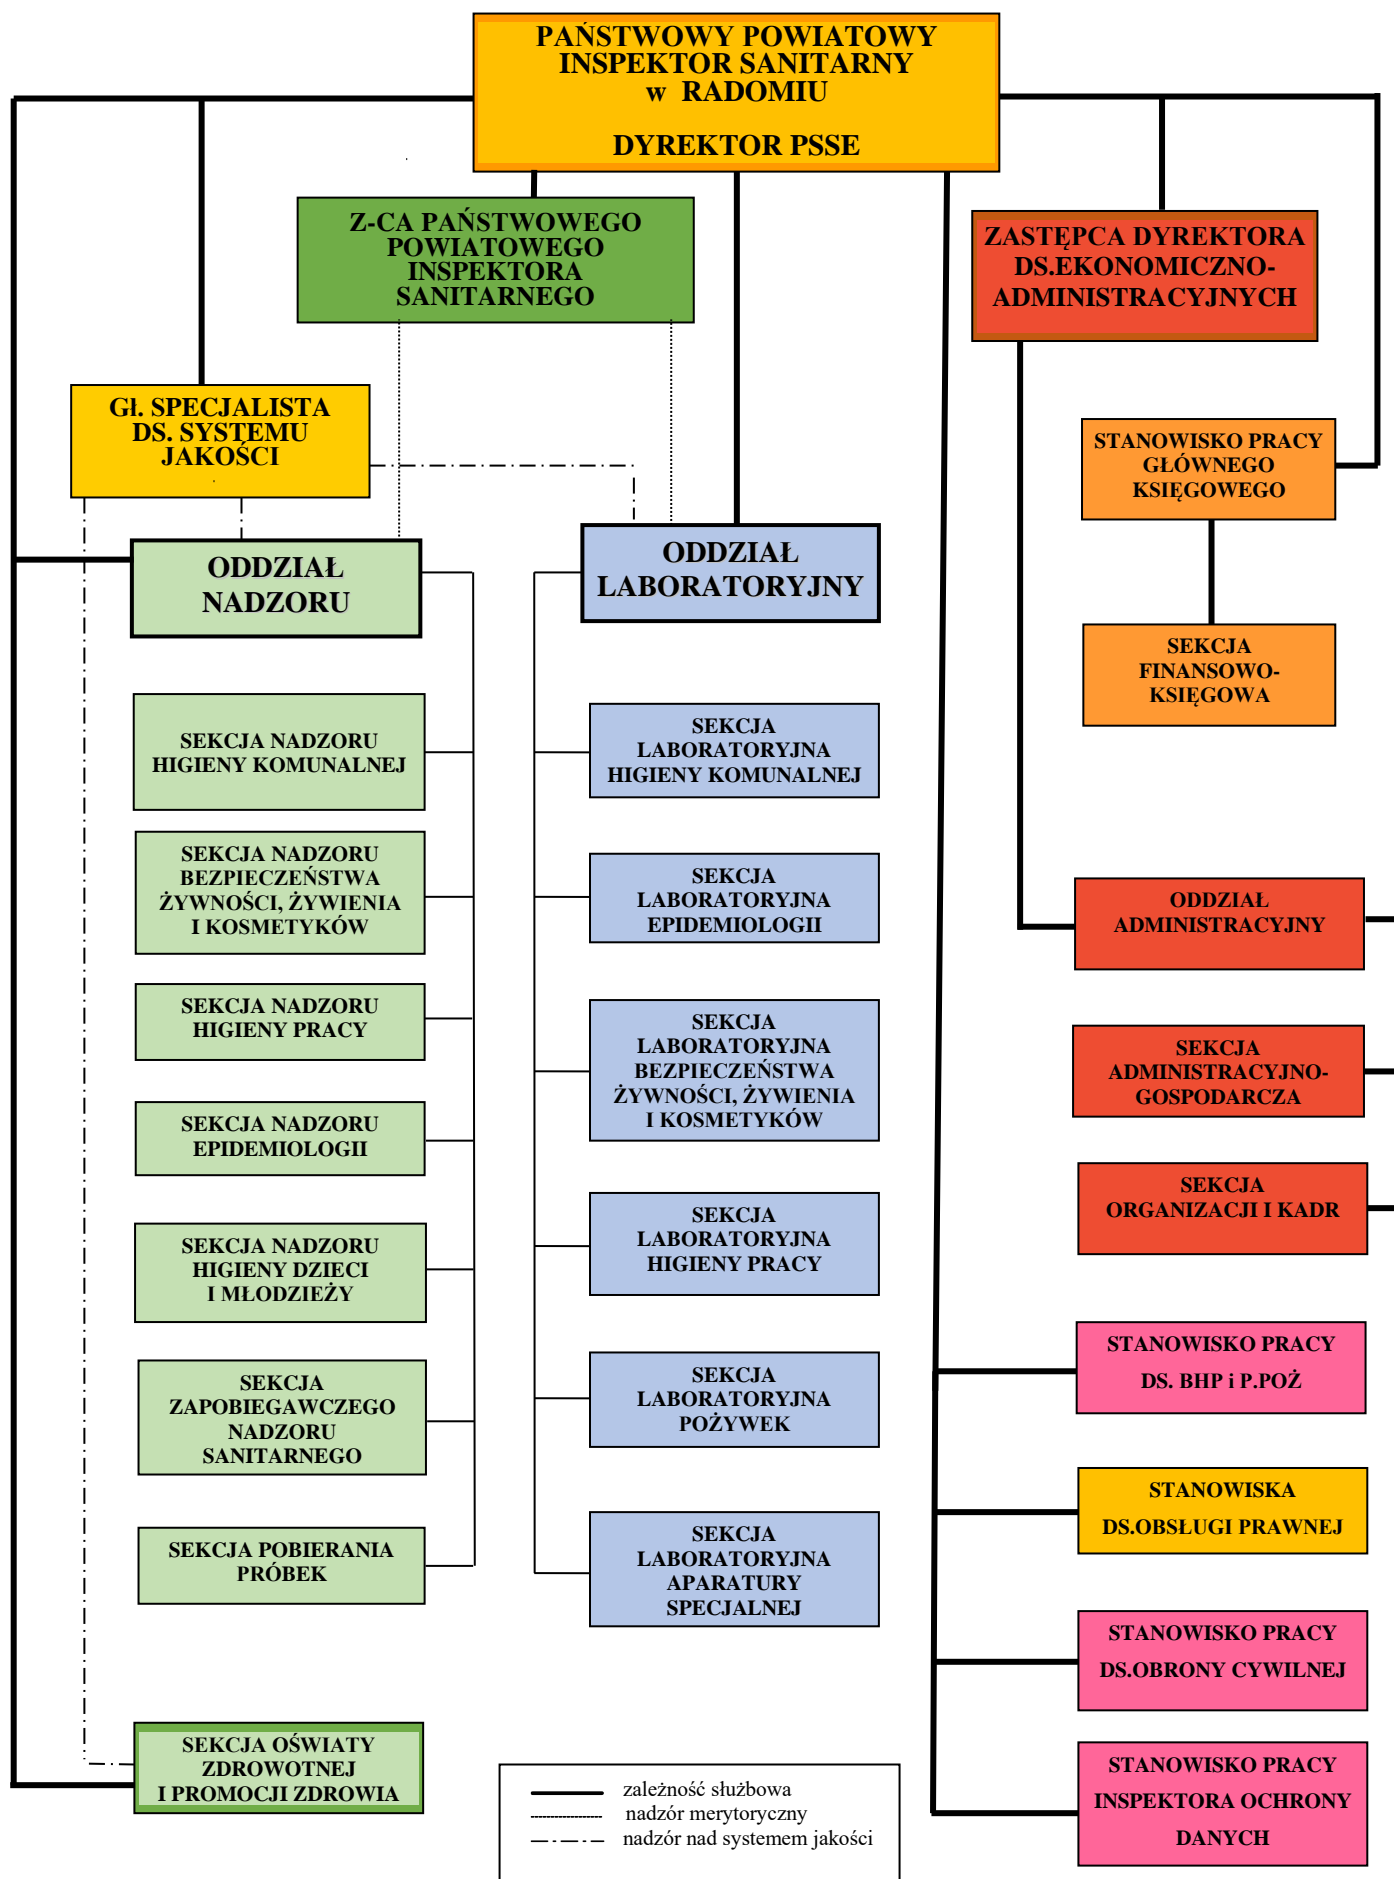 PAŃSTWOWY POWIATOWY
INSPEKTOR SANITARNY
w RADOMIU
DYREKTOR PSSE
Z-CA PAŃSTWOWEGO
POWIATOWEGO
INSPEKTORA
SANITARNEGO
ZASTĘPCA DYREKTORA
DS.EKONOMICZNO-
ADMINISTRACYJNYCH
Gł. SPECJALISTA
DS. SYSTEMU
JAKOŚCI
STANOWISKO PRACY
GŁÓWNEGO
KSIĘGOWEGO
ODDZIAŁ
NADZORU
ODDZIAŁ
LABORATORYJNY
SEKCJA
FINANSOWO-
KSIĘGOWA
SEKCJA NADZORU
HIGIENY KOMUNALNEJ
SEKCJA NADZORU
BEZPIECZEŃSTWA
ŻYWNOŚCI, ŻYWIENIA
I KOSMETYKÓW
SEKCJA NADZORU
HIGIENY PRACY
SEKCJA NADZORU
EPIDEMIOLOGII
SEKCJA NADZORU
HIGIENY DZIECI
I MŁODZIEŻY
SEKCJA
ZAPOBIEGAWCZEGO
NADZORU
SANITARNEGO
SEKCJA POBIERANIA
PRÓBEK
SEKCJA OŚWIATY
ZDROWOTNEJ
I PROMOCJI ZDROWIA
SEKCJA
LABORATORYJNA
HIGIENY KOMUNALNEJ
SEKCJA
LABORATORYJNA
EPIDEMIOLOGII
SEKCJA
LABORATORYJNA
BEZPIECZEŃSTWA
ŻYWNOŚCI, ŻYWIENIA
I KOSMETYKÓW
SEKCJA
LABORATORYJNA
HIGIENY PRACY
SEKCJA
LABORATORYJNA
POŻYWEK
SEKCJA
LABORATORYJNA
APARATURY
SPECJALNEJ
ODDZIAŁ
ADMINISTRACYJNY
SEKCJA
ADMINISTRACYJNO-
GOSPODARCZA
SEKCJA
ORGANIZACJI I KADR
STANOWISKO PRACY
DS. BHP i P.POŻ
STANOWISKA
DS.OBSŁUGI PRAWNEJ
STANOWISKO PRACY
DS.OBRONY CYWILNEJ
STANOWISKO PRACY
INSPEKTORA OCHRONY
DANYCH
zależność służbowa
nadzór merytoryczny
nadzór nad systemem jakości